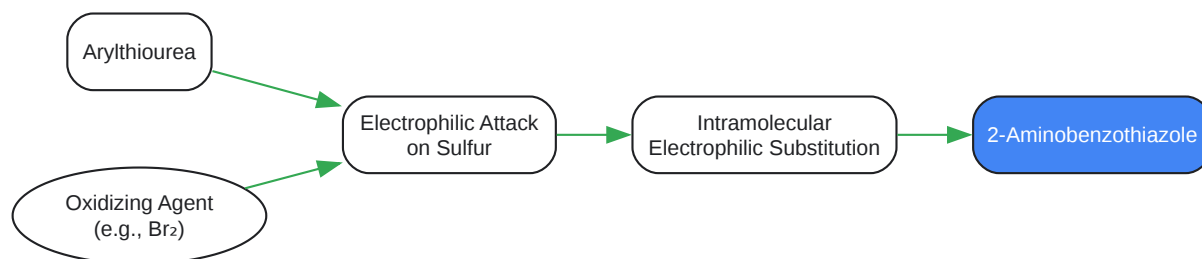 Arylthiourea
Oxidizing Agent
(e.g., Br₂)
Electrophilic Attack
on Sulfur
Intramolecular
Electrophilic Substitution
2-Aminobenzothiazole